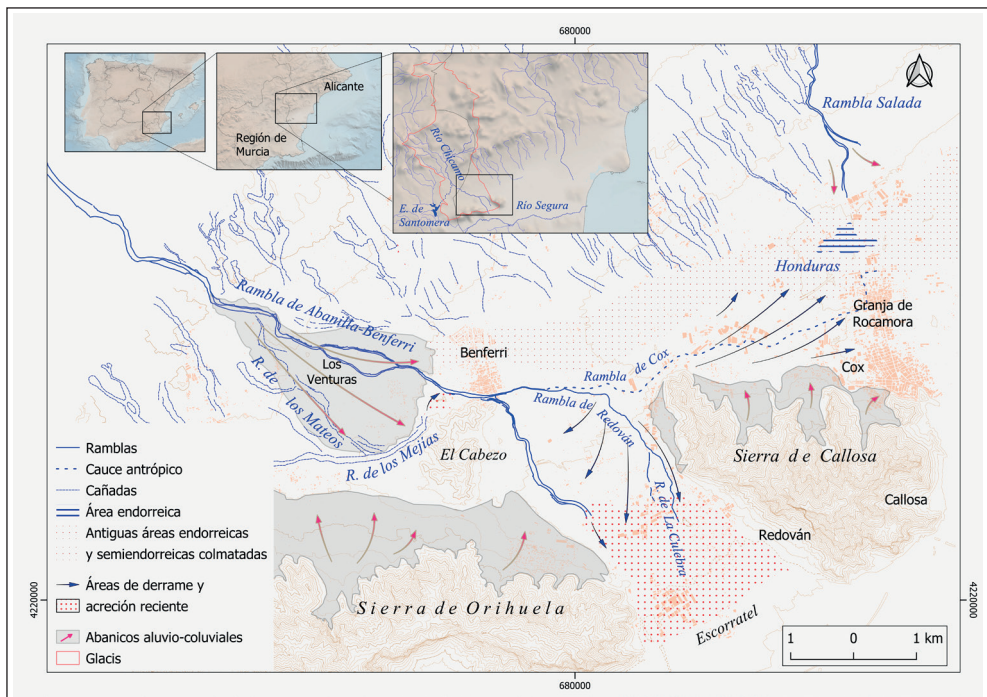 680000
Alicante
Región de
Murcia
Río Chícamo
E. de
Santomera
Río Segura
Rambla Salada
Honduras
Granja de
Rocamora
Rambla de Abanilla-Benferri
Los
Venturas
Benferri
R. de
los Mateos
R. de los Mejías
El Cabezo
Rambla
de Cox
Rambla de
Redován
Cox
Sierra de Callosa
Callosa
R. de La Culebra
Redován
Sierra de Orihuela
Escorratel
Ramblas
Cauce antrópico
Cañadas
Área endorreica
Antiguas áreas endorreicas
y semiendorreicas colmatadas
Áreas de derrame y
acreción reciente
Abanicos aluvio-coluviales
Glacis
4220000
4220000
1 0 1 km
680000